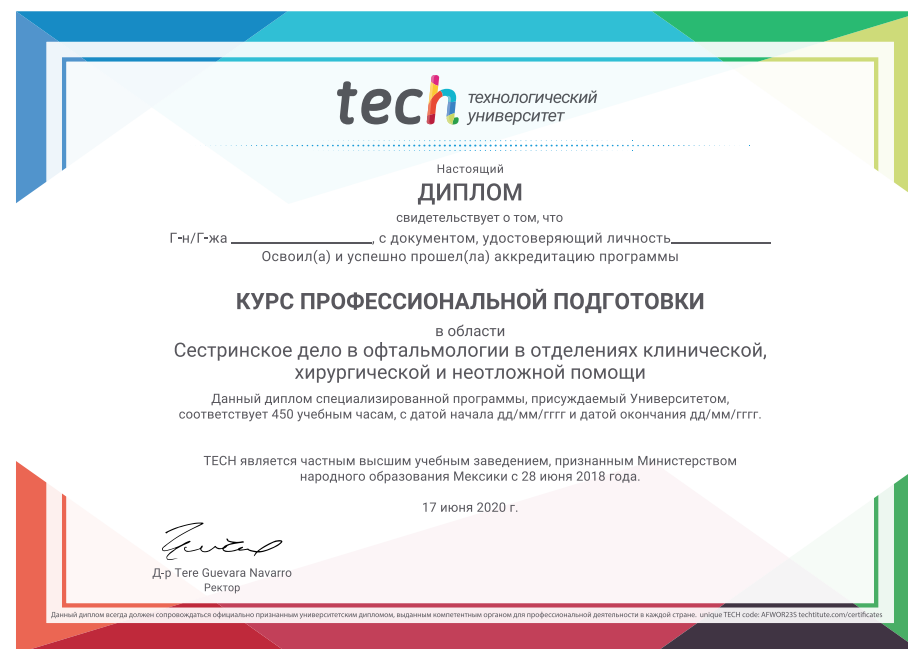 tech технологический
университет
Настоящий
ДИПЛОМ
свидетельствует о том, что
Г-н/Г-жа ____________________, с документом, удостоверяющий личность______________
Освоил(а) и успешно прошел(ла) аккредитацию программы
КУРС ПРОФЕССИОНАЛЬНОЙ ПОДГОТОВКИ
в области
Сестринское дело в офтальмологии в отделениях клинической,
хирургической и неотложной помощи
Данный диплом специализированной программы, присуждаемый Университетом,
соответствует 450 учебным часам, с датой начала дд/мм/гггг и датой окончания дд/мм/гггг.
TECH является частным высшим учебным заведением, признанным Министерством
народного образования Мексики с 28 июня 2018 года.
17 июня 2020 г.
Д-р Tere Guevara Navarro
Ректор
Данный диплом всегда должен сопровождаться официально признанным университетским дипломом, выданным компетентным органом для профессиональной деятельности в каждой стране. unique TECH code: AFWOR235 techtitute.com/certificates